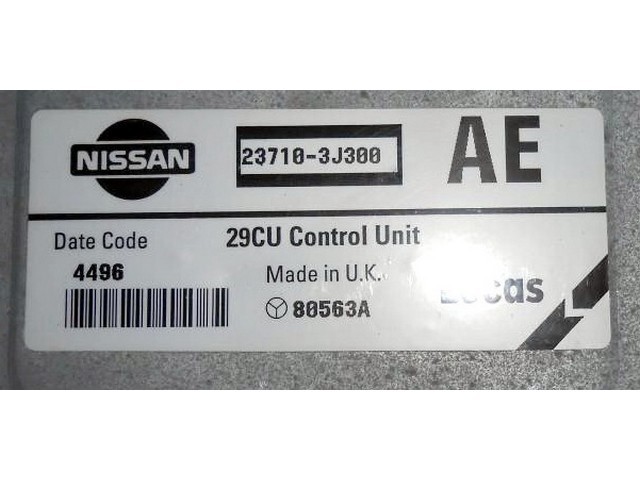 NISSAN
23710-3J300
AE
Date Code
4496
29CU Control Unit
Made in U.K.
80563A
Lucas